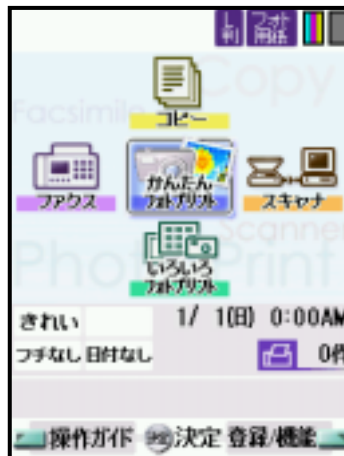 L判 フォト用紙
Copy
Facsimile
コピー
ファクス
かんたん
フォトプリント
スキャナ
Scanner
いろいろ
フォトプリント
Photo Print
きれい 1/ 1(日) 0:00AM
フチなし 日付なし 0件
操作ガイド 決定 登録/機能